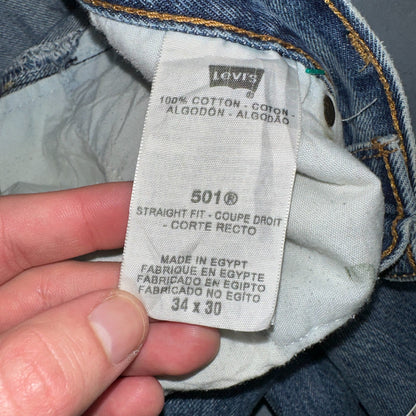 Levi's
®
100% COTTON - COTON -
ALGODÓN - ALGODÃO
501®
STRAIGHT FIT - COUPE DROIT
- CORTE RECTO
MADE IN EGYPT
FABRIQUE EN EGYPTE
FABRICADO EN EGIPTO
FABRICADO NO EGITO
34 x 30